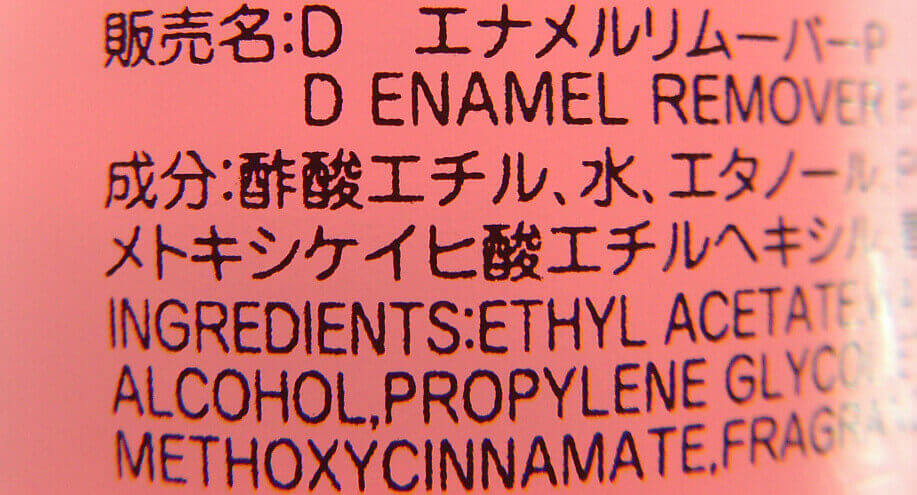 販売名:D エナメルリムーバーP
D ENAMEL REMOVER
成分:酢酸エチル、水、エタノール
メトキシケイヒ酸エチルヘキシル
INGREDIENTS:ETHYL ACETATE
ALCOHOL,PROPYLENE
METHOXYCINNAMATE,